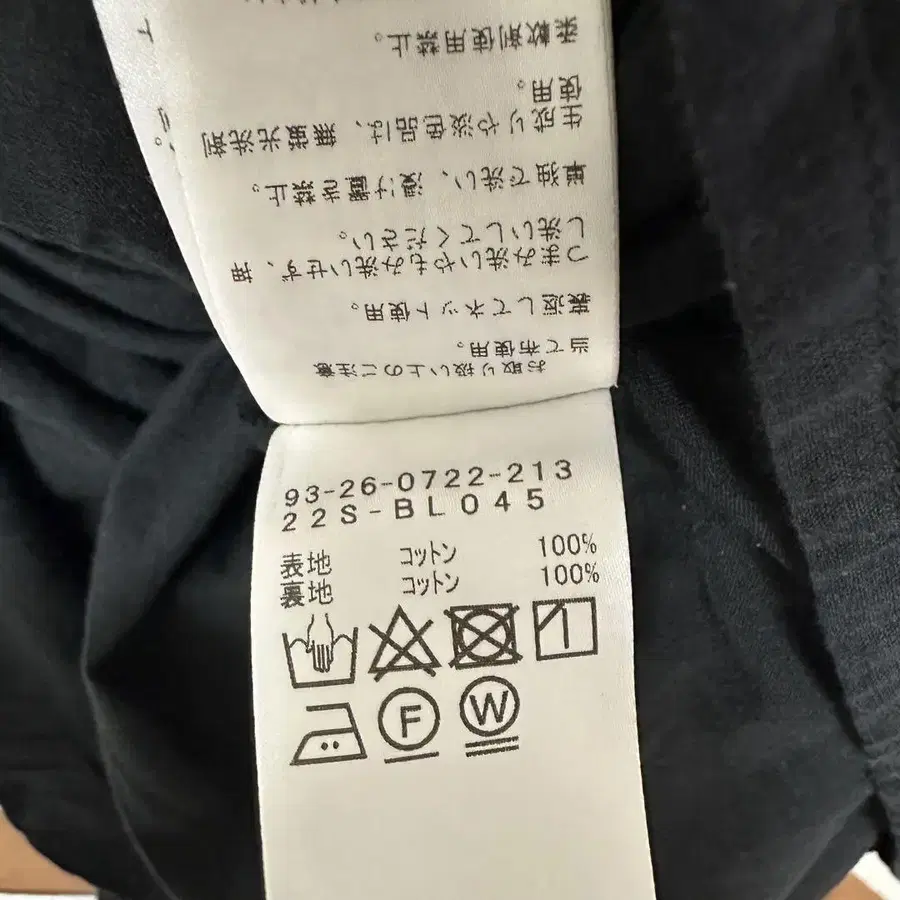 お取り扱い上のご注意
当て布使用。
裏返してネット使用。
つまみ洗いやもみ洗いせず、押
し洗いしてください。
単独で洗い、浸け置き禁止。
生成りや淡色品は、無蛍光洗剤
使用。
柔軟剤使用禁止。
93-26-0722-213
22S-BL045
表地 コットン 100%
裏地 コットン 100%
F W